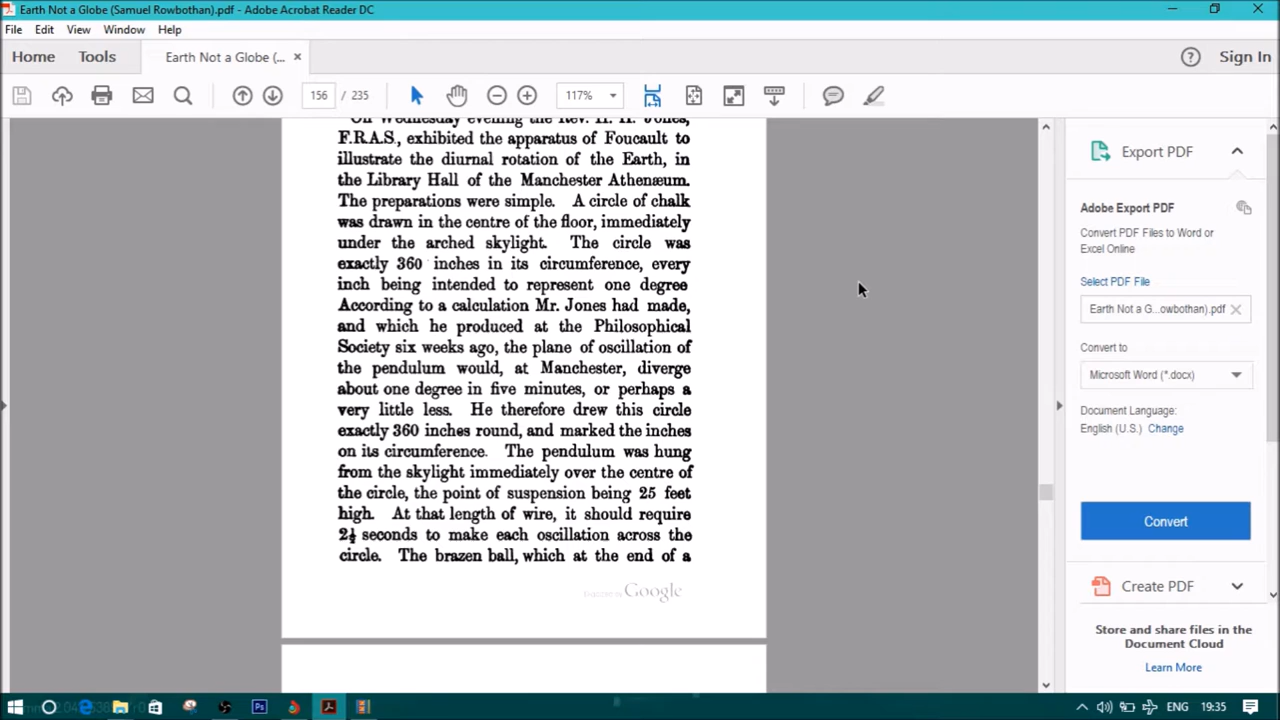 Earth Not a Globe (Samuel Rowbothan).pdf - Adobe Acrobat Reader DC
File Edit View Window Help
Home Tools Earth Not a Globe (... × Sign In
156 / 235 117%
On Wednesday evening the Rev. H. H. Jones,
F.R.A.S., exhibited the apparatus of Foucault to
illustrate the diurnal rotation of the Earth, in
the Library Hall of the Manchester Athenæum.
The preparations were simple. A circle of chalk
was drawn in the centre of the floor, immediately
under the arched skylight. The circle was
exactly 360 inches in its circumference, every
inch being intended to represent one degree
According to a calculation Mr. Jones had made,
and which he produced at the Philosophical
Society six weeks ago, the plane of oscillation of
the pendulum would, at Manchester, diverge
about one degree in five minutes, or perhaps a
very little less. He therefore drew this circle
exactly 360 inches round, and marked the inches
on its circumference. The pendulum was hung
from the skylight immediately over the centre of
the circle, the point of suspension being 25 feet
high. At that length of wire, it should require
2½ seconds to make each oscillation across the
circle. The brazen ball, which at the end of a
Google
Export PDF
Adobe Export PDF
Convert PDF Files to Word or
Excel Online
Select PDF File
Earth Not a G...owbothan).pdf
Convert to
Microsoft Word (*.docx)
Document Language:
English (U.S.) Change
Convert
Create PDF
Store and share files in the
Document Cloud
Learn More
ENG 19:35